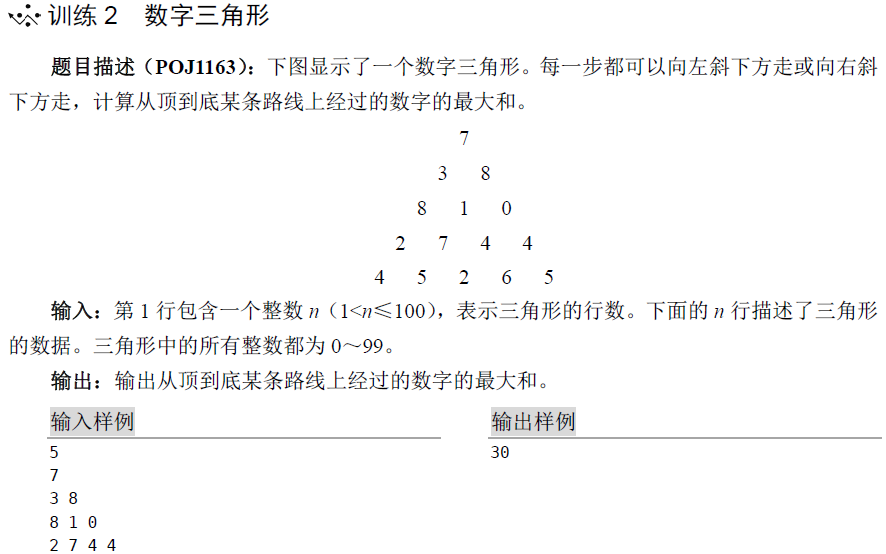 训练 2 数字三角形
题目描述（POJ1163）：下图显示了一个数字三角形。每一步都可以向左斜下方走或向右斜
下方走，计算从顶到底某条路线上经过的数字的最大和。
7
3 8
8 1 0
2 7 4 4
4 5 2 6 5
输入：第 1 行包含一个整数 n（1<n≤100），表示三角形的行数。下面的 n 行描述了三角形
的数据。三角形中的所有整数都为 0～99。
输出：输出从顶到底某条路线上经过的数字的最大和。
输入样例 输出样例
5 30
7
3 8
8 1 0
2 7 4 4